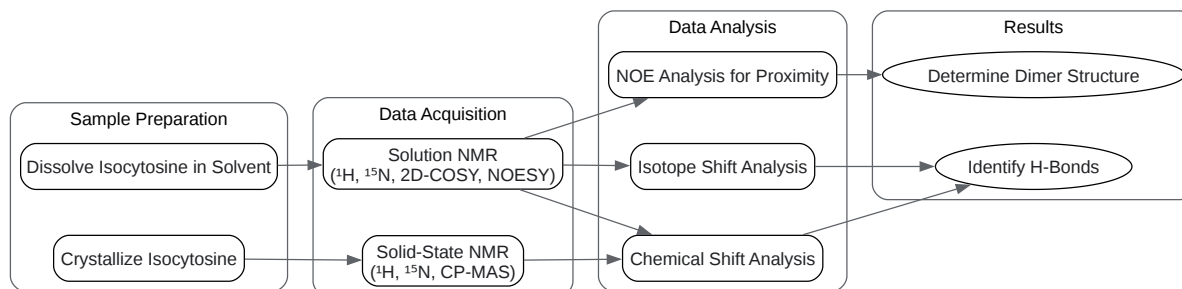 Sample Preparation
Dissolve Isocytosine in Solvent
Crystallize Isocytosine
Data Acquisition
Solution NMR
(¹H, ¹⁵N, 2D-COSY, NOESY)
Solid-State NMR
(¹H, ¹⁵N, CP-MAS)
Data Analysis
NOE Analysis for Proximity
Isotope Shift Analysis
Chemical Shift Analysis
Results
Determine Dimer Structure
Identify H-Bonds